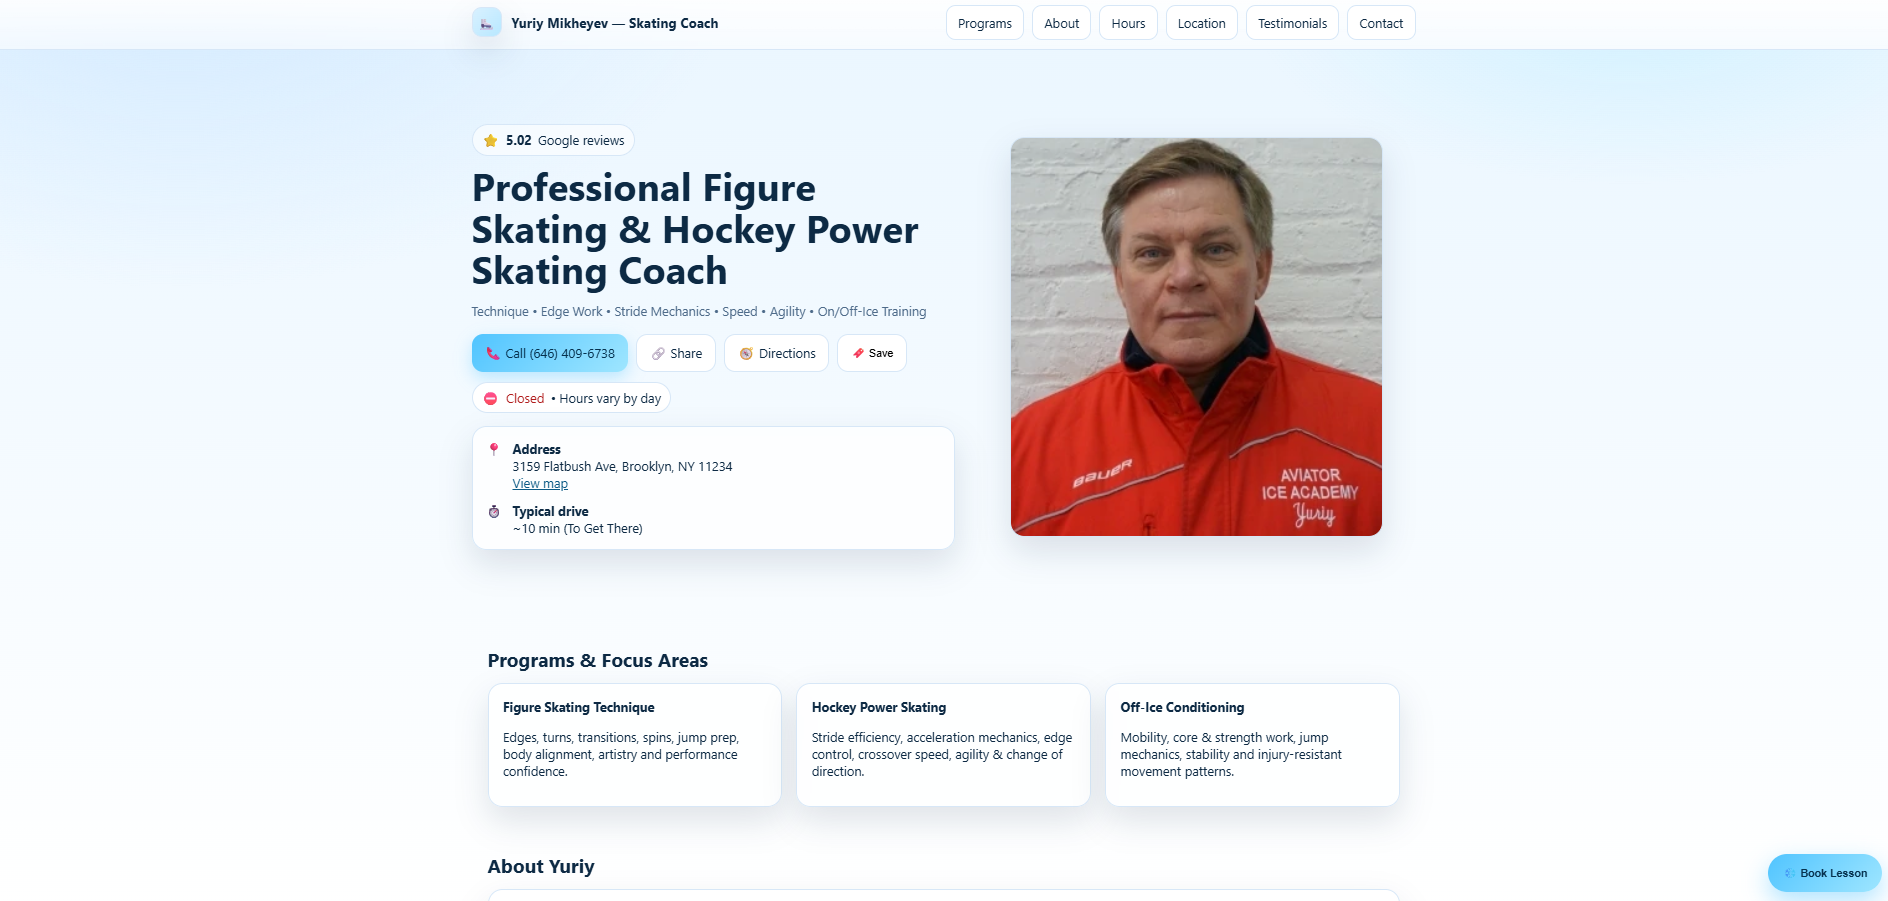 Yuriy Mikheyev — Skating Coach
Programs
About
Hours
Location
Testimonials
Contact
5.02 Google reviews
Professional Figure
Skating & Hockey Power
Skating Coach
Technique • Edge Work • Stride Mechanics • Speed • Agility • On/Off-Ice Training
Call (646) 409-6738
Share
Directions
Save
Closed • Hours vary by day
Address
3159 Flatbush Ave, Brooklyn, NY 11234
View map
Typical drive
~10 min (To Get There)
BAUER
AVIATOR
ICE ACADEMY
Yuriy
Programs & Focus Areas
Figure Skating Technique
Edges, turns, transitions, spins, jump prep,
body alignment, artistry and performance
confidence.
Hockey Power Skating
Stride efficiency, acceleration mechanics, edge
control, crossover speed, agility & change of
direction.
Off-Ice Conditioning
Mobility, core & strength work, jump
mechanics, stability and injury-resistant
movement patterns.
About Yuriy
Book Lesson